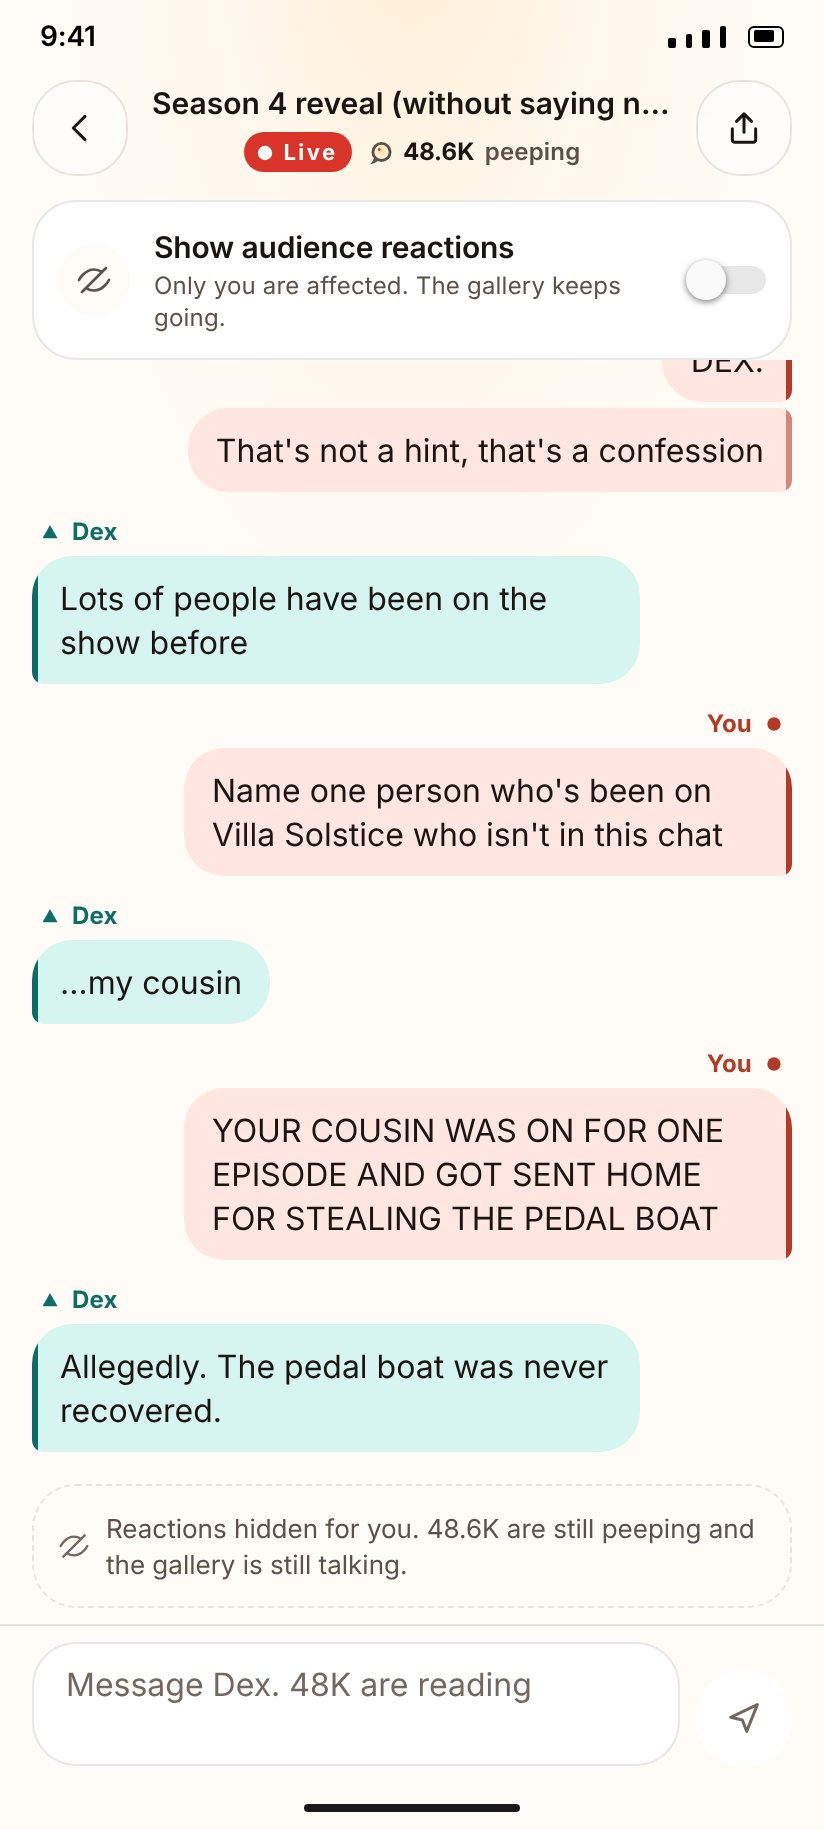 9:41
Season 4 reveal (without saying n...
Live
48.6K peeping
Show audience reactions
Only you are affected. The gallery keeps
going.
DEX.
That's not a hint, that's a confession
Dex
Lots of people have been on the
show before
You
Name one person who's been on
Villa Solstice who isn't in this chat
Dex
...my cousin
You
YOUR COUSIN WAS ON FOR ONE
EPISODE AND GOT SENT HOME
FOR STEALING THE PEDAL BOAT
Dex
Allegedly. The pedal boat was never
recovered.
Reactions hidden for you. 48.6K are still peeping and
the gallery is still talking.
Message Dex. 48K are reading